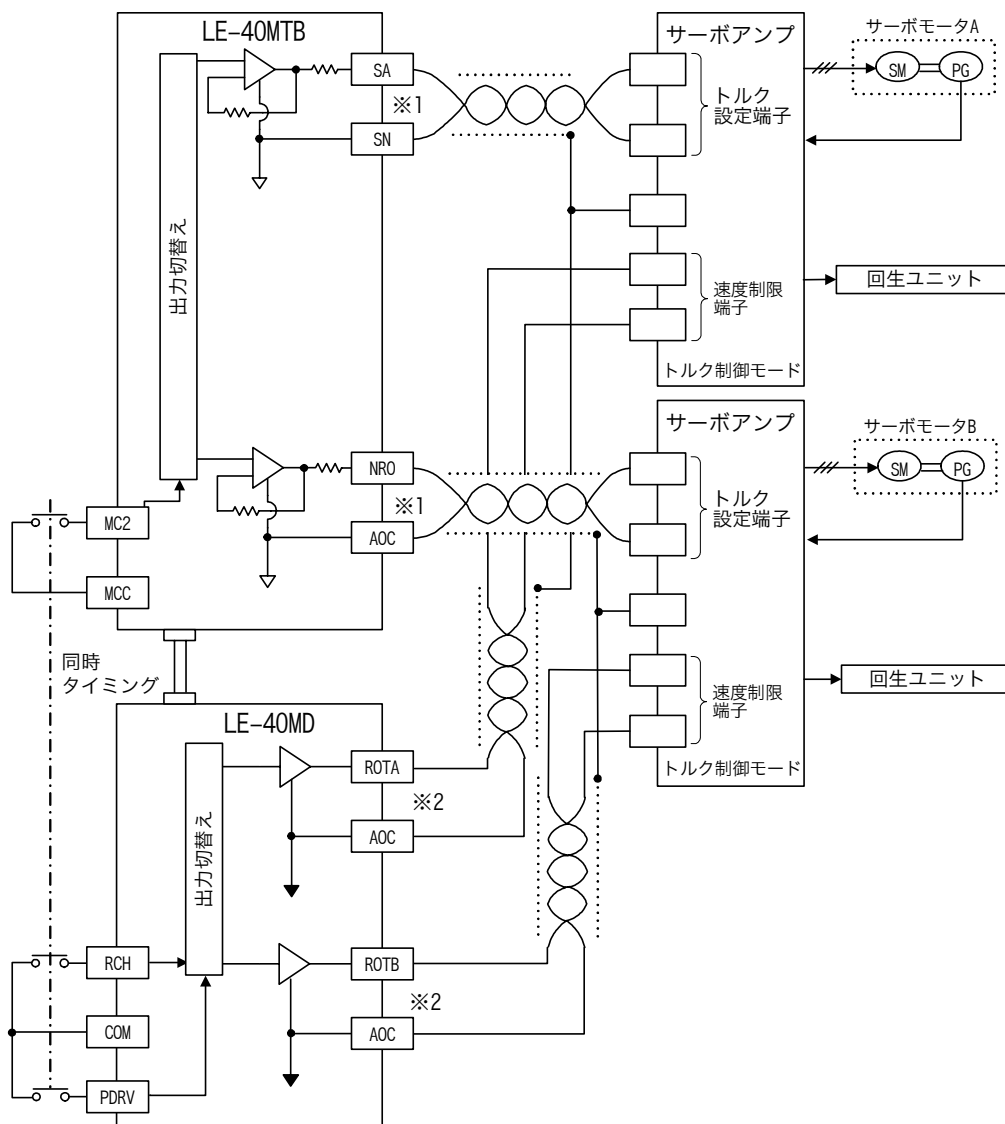 LE-40MTB
出力切替え
SA
※1
SN
NRO
※1
AOC
MC2
MCC
サーボアンプ
トルク
設定端子
速度制限
端子
トルク制御モード
サーボモータA
SM
PG
回生ユニット
サーボアンプ
トルク
設定端子
速度制限
端子
トルク制御モード
サーボモータB
SM
PG
回生ユニット
同時
タイミング
LE-40MD
出力切替え
ROTA
※2
AOC
ROTB
※2
AOC
RCH
COM
PDRV